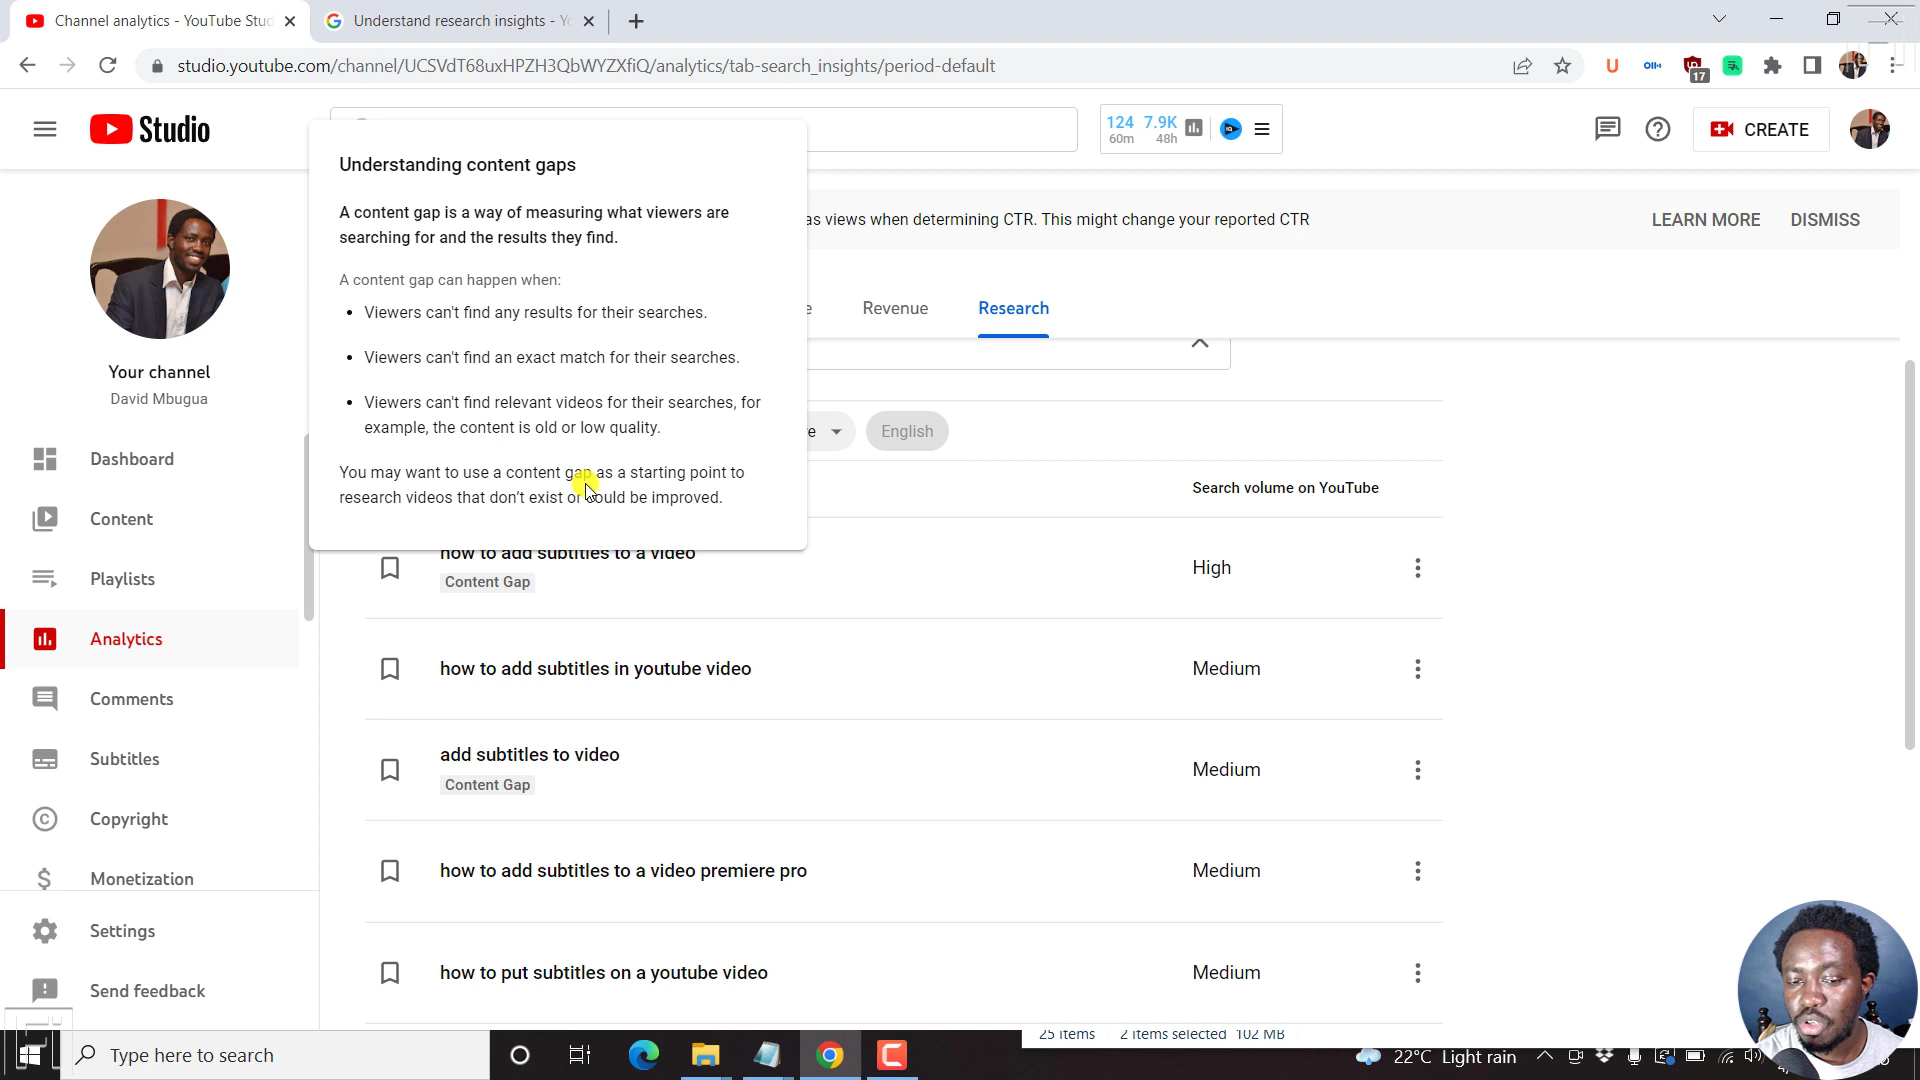 Channel analytics - YouTube Stud
Understand research insights - Yo
studio.youtube.com/channel/UCSVdT68uxHPZH3QbWYZXfiQ/analytics/tab-search_insights/period-default
17
Studio
124 7.9K
60m 48h
CREATE
Understanding content gaps
A content gap is a way of measuring what viewers are
searching for and the results they find.
A content gap can happen when:
• Viewers can't find any results for their searches.
• Viewers can't find an exact match for their searches.
• Viewers can't find relevant videos for their searches, for
example, the content is old or low quality.
You may want to use a content gap as a starting point to
research videos that don't exist or could be improved.
as views when determining CTR. This might change your reported CTR
LEARN MORE
DISMISS
Revenue
Research
English
Search volume on YouTube
Your channel
David Mbugua
Dashboard
Content
Playlists
Analytics
Comments
Subtitles
Copyright
Monetization
Settings
Send feedback
how to add subtitles to a video
Content Gap
High
how to add subtitles in youtube video
Medium
add subtitles to video
Content Gap
Medium
how to add subtitles to a video premiere pro
Medium
how to put subtitles on a youtube video
Medium
25 items 2 items selected 102 MB
Type here to search
22°C Light rain